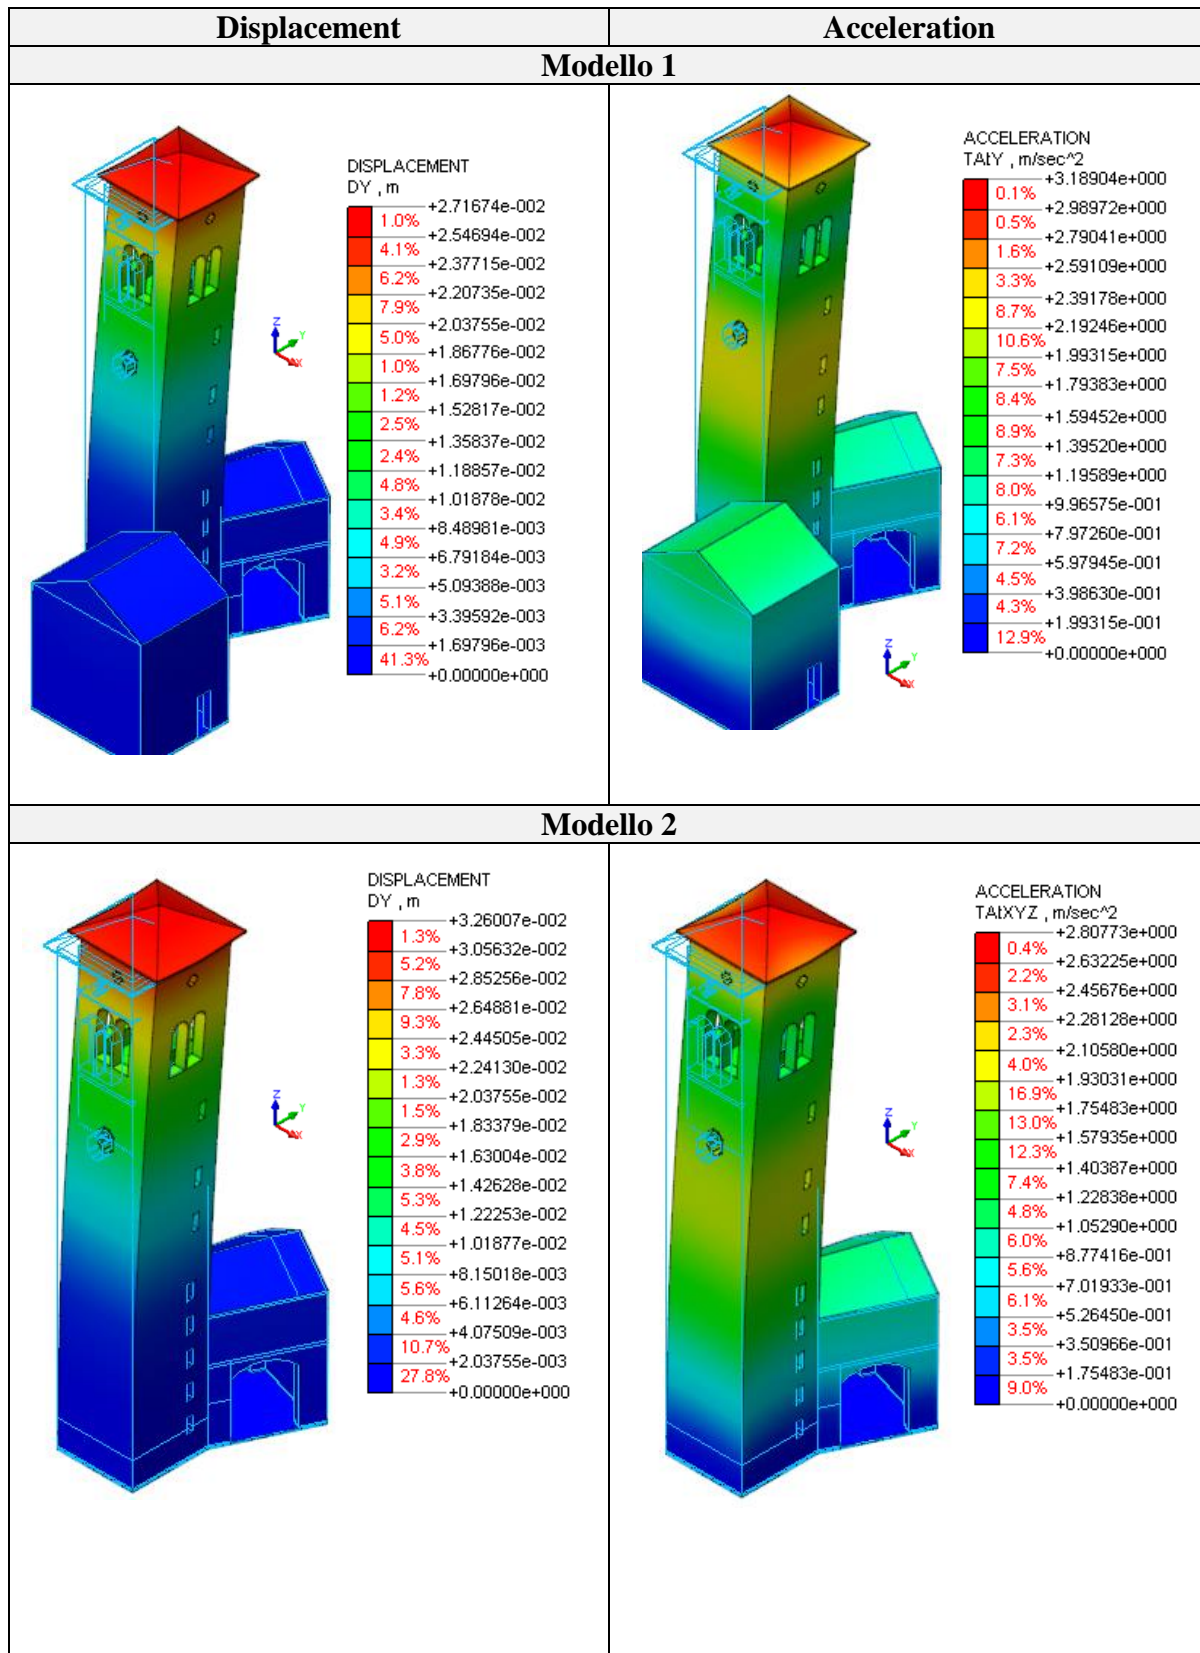 Displacement
Acceleration
Modello 1
DISPLACEMENT
DY , m
+2.71674e-002
1.0%
+2.54694e-002
4.1%
+2.37715e-002
6.2%
+2.20735e-002
7.9%
+2.03755e-002
5.0%
+1.86776e-002
1.0%
+1.69796e-002
1.2%
+1.52817e-002
2.5%
+1.35837e-002
2.4%
+1.18857e-002
4.8%
+1.01878e-002
3.4%
+8.48981e-003
4.9%
+6.79184e-003
3.2%
+5.09388e-003
5.1%
+3.39592e-003
6.2%
+1.69796e-003
41.3%
+0.00000e+000
Z
Y
X
ACCELERATION
TAtY , m/sec^2
+3.18904e+000
0.1%
+2.98972e+000
0.5%
+2.79041e+000
1.6%
+2.59109e+000
3.3%
+2.39178e+000
8.7%
+2.19246e+000
10.6%
+1.99315e+000
7.5%
+1.79383e+000
8.4%
+1.59452e+000
8.9%
+1.39520e+000
7.3%
+1.19589e+000
8.0%
+9.96575e-001
6.1%
+7.97260e-001
7.2%
+5.97945e-001
4.5%
+3.98630e-001
4.3%
+1.99315e-001
12.9%
+0.00000e+000
Z
Y
X
Modello 2
DISPLACEMENT
DY , m
+3.26007e-002
1.3%
+3.05632e-002
5.2%
+2.85256e-002
7.8%
+2.64881e-002
9.3%
+2.44505e-002
3.3%
+2.24130e-002
1.3%
+2.03755e-002
1.5%
+1.83379e-002
2.9%
+1.63004e-002
3.8%
+1.42628e-002
5.3%
+1.22253e-002
4.5%
+1.01877e-002
5.1%
+8.15018e-003
5.6%
+6.11264e-003
4.6%
+4.07509e-003
10.7%
+2.03755e-003
27.8%
+0.00000e+000
Z
Y
X
ACCELERATION
TAtXYZ , m/sec^2
+2.80773e+000
0.4%
+2.63225e+000
2.2%
+2.45676e+000
3.1%
+2.28128e+000
2.3%
+2.10580e+000
4.0%
+1.93031e+000
16.9%
+1.75483e+000
13.0%
+1.57935e+000
12.3%
+1.40387e+000
7.4%
+1.22838e+000
4.8%
+1.05290e+000
6.0%
+8.77416e-001
5.6%
+7.01933e-001
6.1%
+5.26450e-001
3.5%
+3.50966e-001
3.5%
+1.75483e-001
9.0%
+0.00000e+000
Z
Y
X